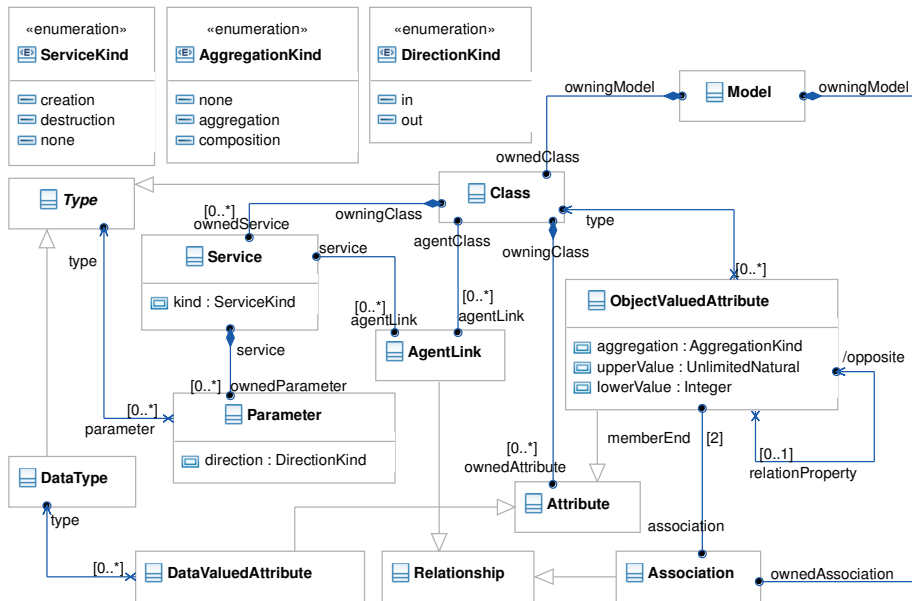 «enumeration»
ServiceKind
creation
destruction
none
«enumeration»
AggregationKind
none
aggregation
composition
«enumeration»
DirectionKind
in
out
Model
owningModel
owningModel
ownedClass
Type
Class
[0..*]
ownedService
owningClass
agentClass
owningClass
type
type
Service
kind : ServiceKind
service
[0..*]
agentLink
[0..*]
agentLink
[0..*]
ObjectValuedAttribute
aggregation : AggregationKind
upperValue : UnlimitedNatural
lowerValue : Integer
/opposite
AgentLink
service
[0..*]
ownedParameter
[0..*]
parameter
Parameter
direction : DirectionKind
memberEnd
[2]
[0..1]
relationProperty
[0..*]
ownedAttribute
DataType
type
Attribute
association
[0..*]
DataValuedAttribute
Relationship
Association
ownedAssociation